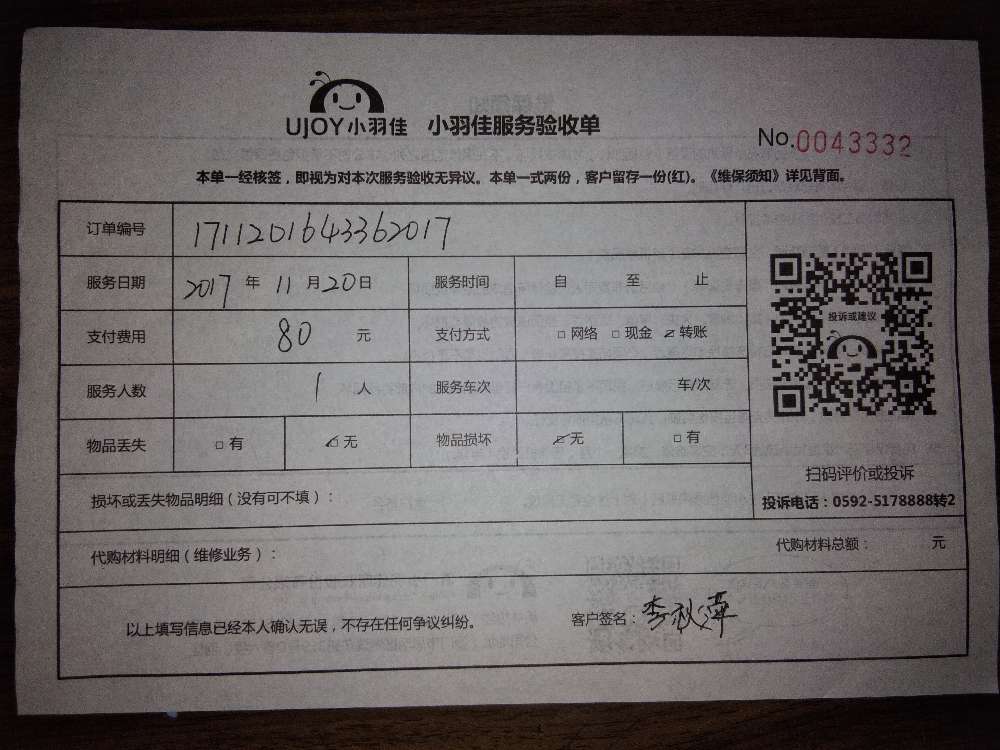 UJOY小羽佳 小羽佳服务验收单
No.0043332
本单一经核签，即视为对本次服务验收无异议。本单一式两份，客户留存一份(红)。《维保须知》详见背面。
订单编号 1711201643362017
服务日期 2017 年 11 月 20 日 服务时间 自 至 止
支付费用 80 元 支付方式 □ 网络 □ 现金 ☑ 转账
服务人数 1 人 服务车次 车/次
物品丢失 □ 有 ☑ 无 物品损坏 ☑ 无 □ 有
投诉或建议
扫码评价或投诉
投诉电话：0592-5178888转2
损坏或丢失物品明细（没有可不填）：
代购材料明细（维修业务）： 代购材料总额： 元
以上填写信息已经本人确认无误，不存在任何争议纠纷。 客户签名：李秋萍